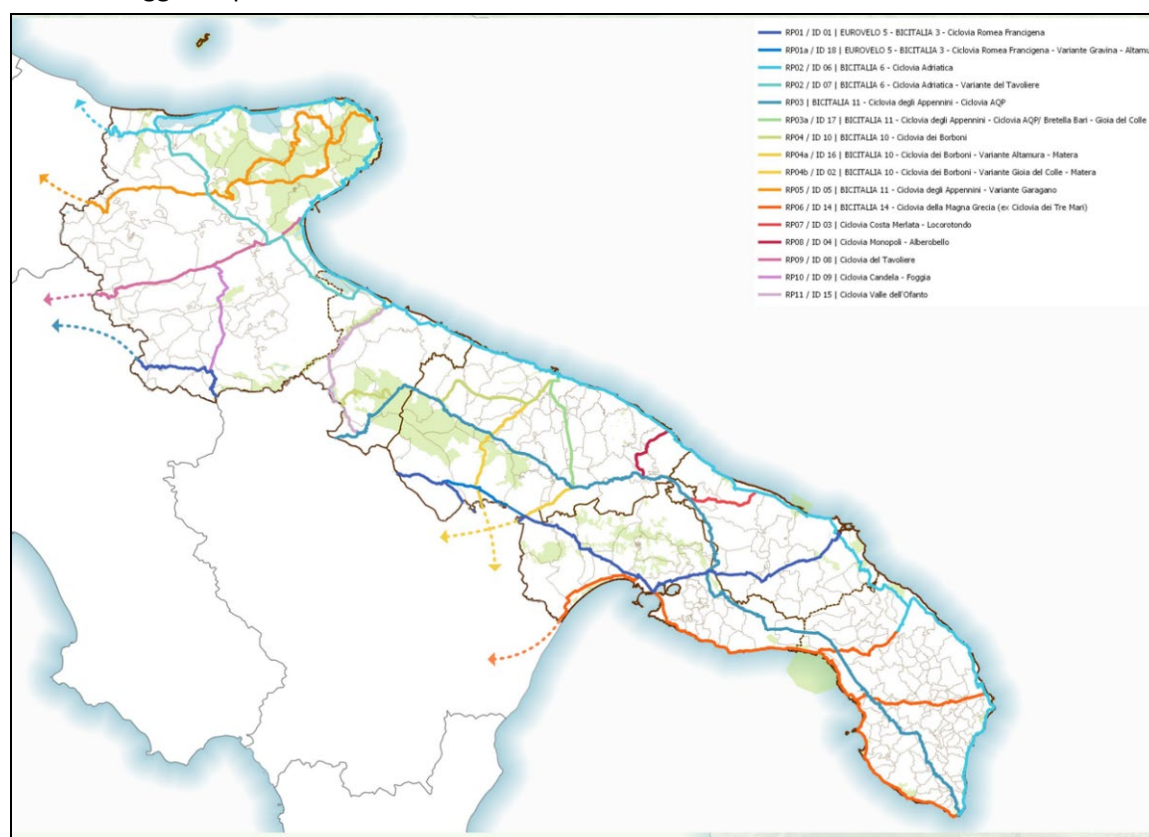 RP01 / ID 01 | EUROVELO 5 - BICITALIA 3 - Ciclovia Romea Francigena
RP01a / ID 18 | EUROVELO 5 - BICITALIA 3 - Ciclovia Romea Francigena - Variante Gravina - Altamu
RP02 / ID 06 | BICITALIA 6 - Ciclovia Adriatica
RP02 / ID 07 | BICITALIA 6 - Ciclovia Adriatica - Variante del Tavoliere
RP03 | BICITALIA 11 - Ciclovia degli Appennini - Ciclovia AQP
RP03a / ID 17 | BICITALIA 11 - Ciclovia degli Appennini - Ciclovia AQP/ Bretella Bari - Gioia del Colle
RP04 / ID 10 | BICITALIA 10 - Ciclovia dei Borboni
RP04a / ID 16 | BICITALIA 10 - Ciclovia dei Borboni - Variante Altamura - Matera
RP04b / ID 02 | BICITALIA 10 - Ciclovia dei Borboni - Variante Gioia del Colle - Matera
RP05 / ID 05 | BICITALIA 11 - Ciclovia degli Appennini - Variante Garagano
RP06 / ID 14 | BICITALIA 14 - Ciclovia della Magna Grecia (ex Ciclovia dei Tre Mari)
RP07 / ID 03 | Ciclovia Costa Merlata - Locorotondo
RP08 / ID 04 | Ciclovia Monopoli - Alberobello
RP09 / ID 08 | Ciclovia del Tavoliere
RP10 / ID 09 | Ciclovia Candela - Foggia
RP11 / ID 15 | Ciclovia Valle dell'Ofanto